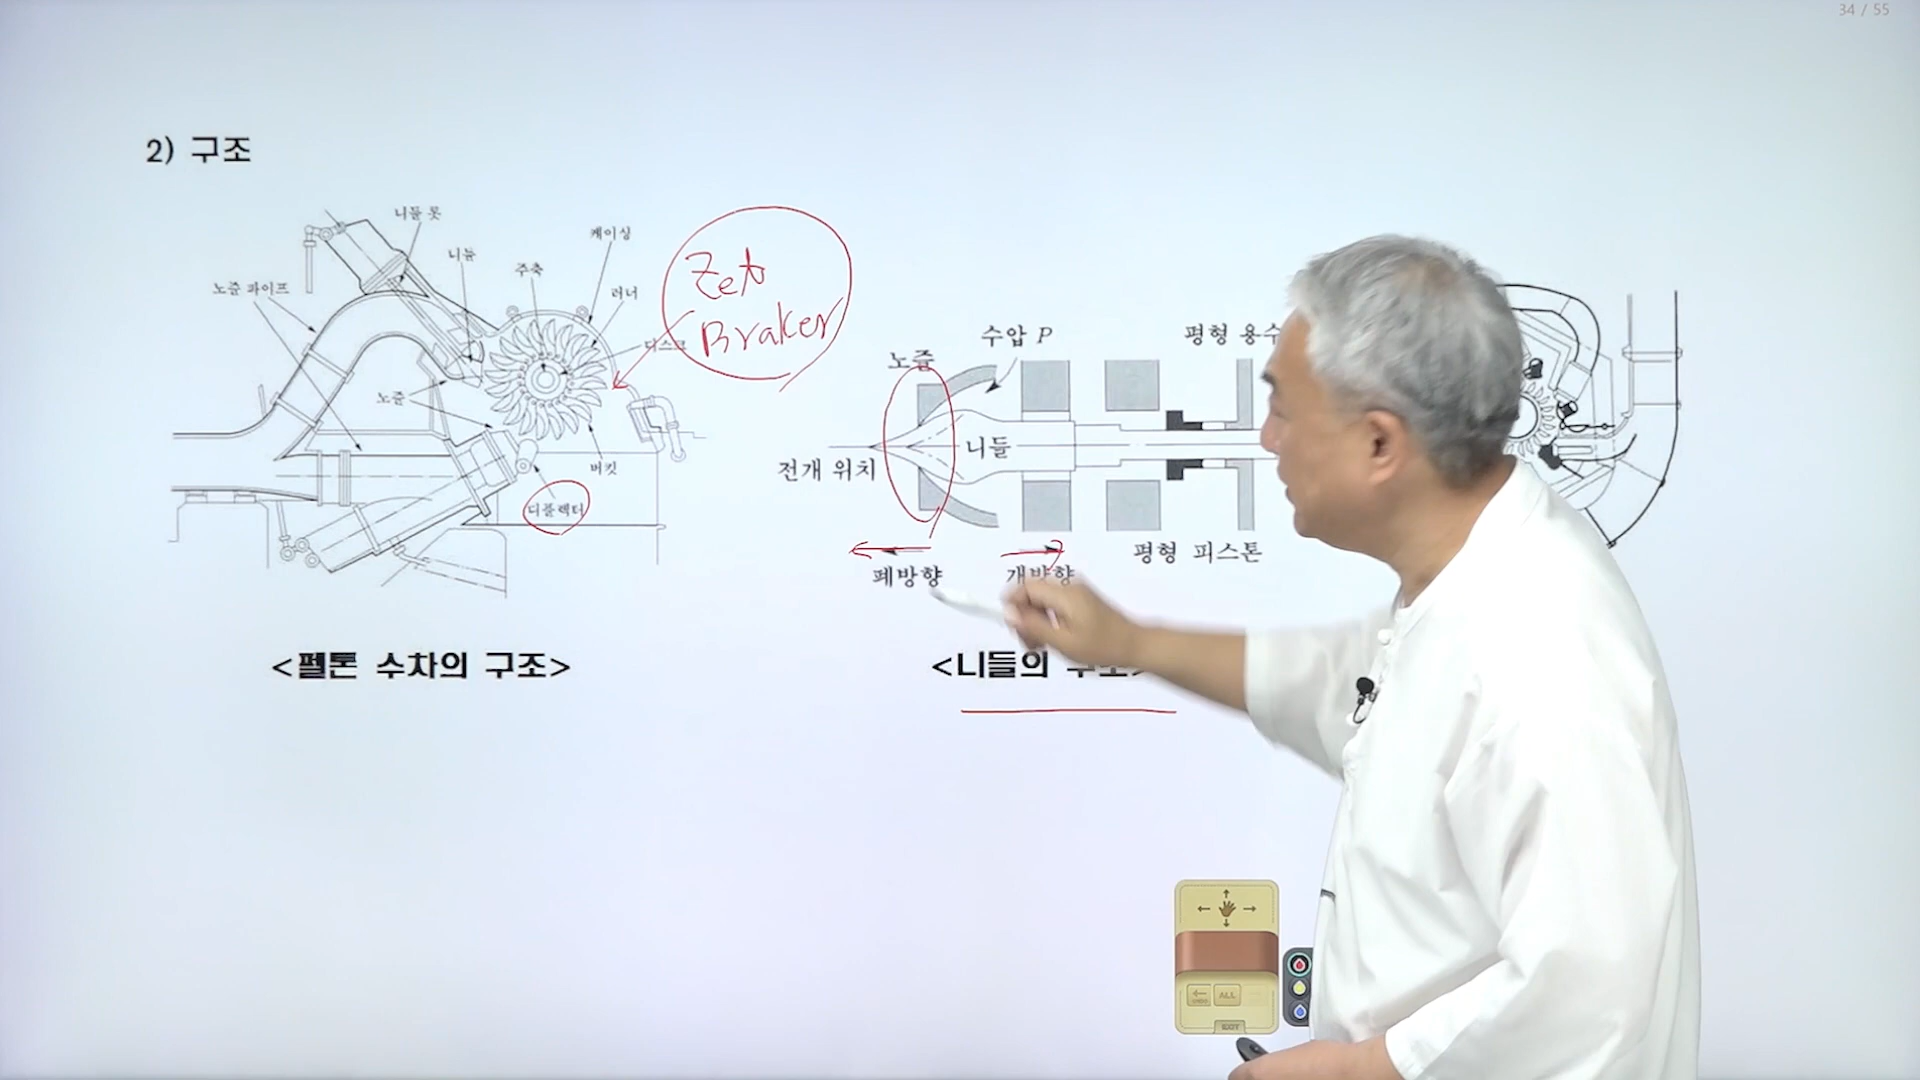 34 / 55
2) 구조
니들 롯
니들
주축
케이싱
러너
노즐 파이프
디스크
노즐
버킷
디플렉터
Zet
Braker
<펠톤 수차의 구조>
노즐
수압 P
평형 용수
니들
전개 위치
폐방향
개방향
평형 피스톤
<니들의 구조>
UNDO
ALL
EXIT